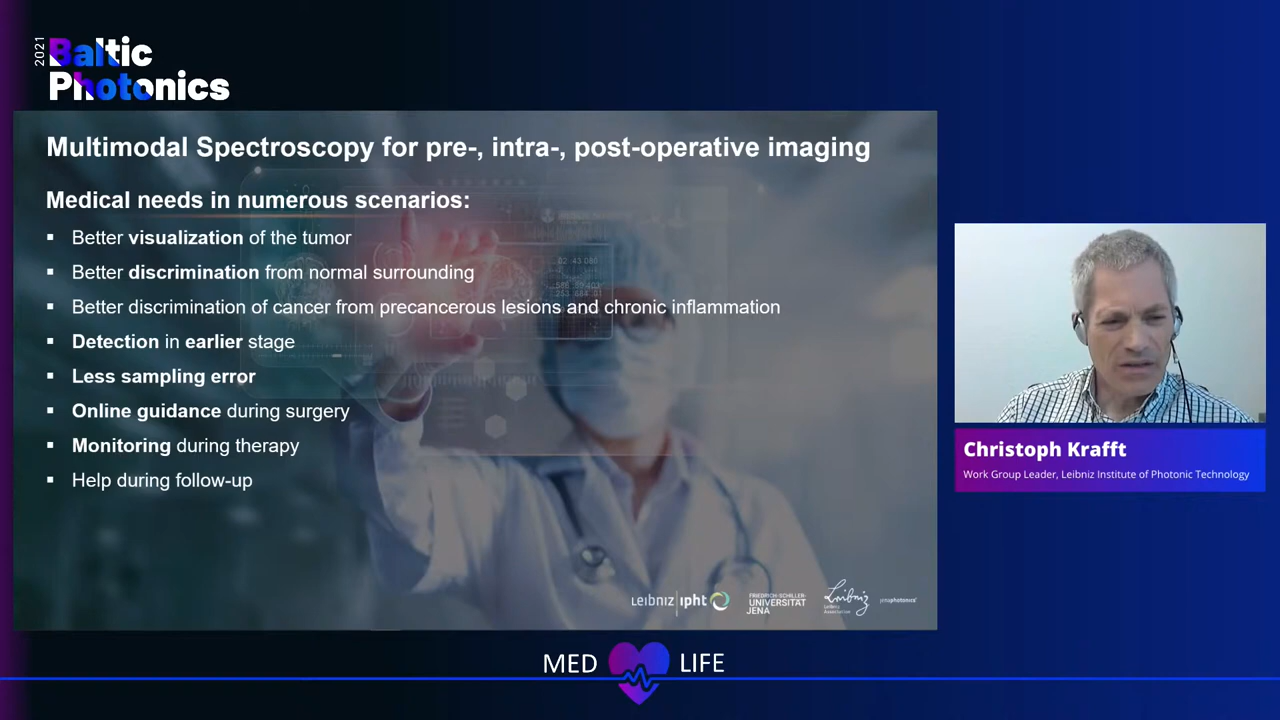 2021
Baltic
Photonics
Multimodal Spectroscopy for pre-, intra-, post-operative imaging
Medical needs in numerous scenarios:
▪ Better visualization of the tumor
▪ Better discrimination from normal surrounding
▪ Better discrimination of cancer from precancerous lesions and chronic inflammation
▪ Detection in earlier stage
▪ Less sampling error
▪ Online guidance during surgery
▪ Monitoring during therapy
▪ Help during follow-up
Leibniz ipht
FRIEDRICH-SCHILLER-
UNIVERSITÄT
JENA
Leibniz
Leibniz
Association
Christoph Krafft
Work Group Leader, Leibniz Institute of Photonic Technology
MED LIFE